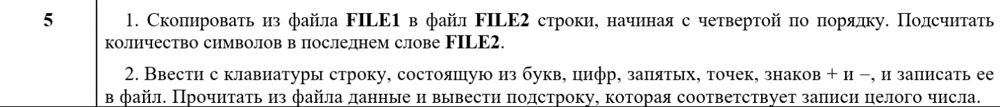 5
1. Скопировать из файла FILE1 в файл FILE2 строки, начиная с четвертой по порядку. Подсчитать
количество символов в последнем слове FILE2.
2. Ввести с клавиатуры строку, состоящую из букв, цифр, запятых, точек, знаков + и –, и записать ее
в файл. Прочитать из файла данные и вывести подстроку, которая соответствует записи целого числа.